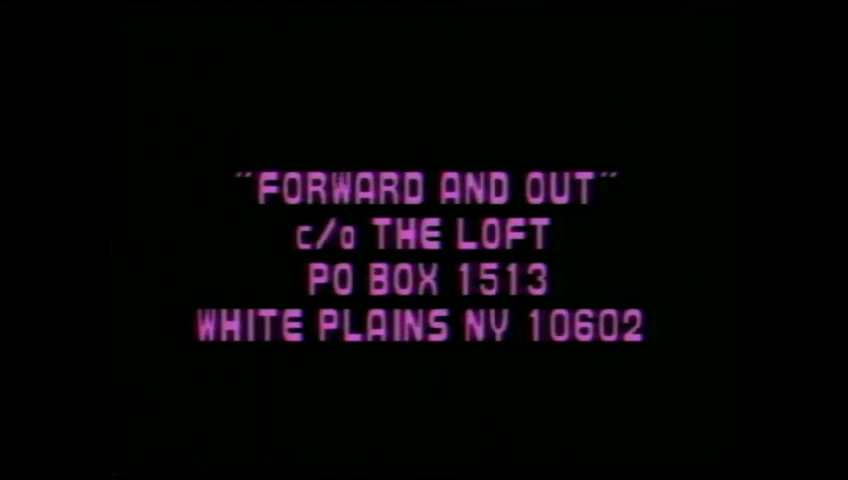 "FORWARD AND OUT"
c/o THE LOFT
PO BOX 1513
WHITE PLAINS NY 10602